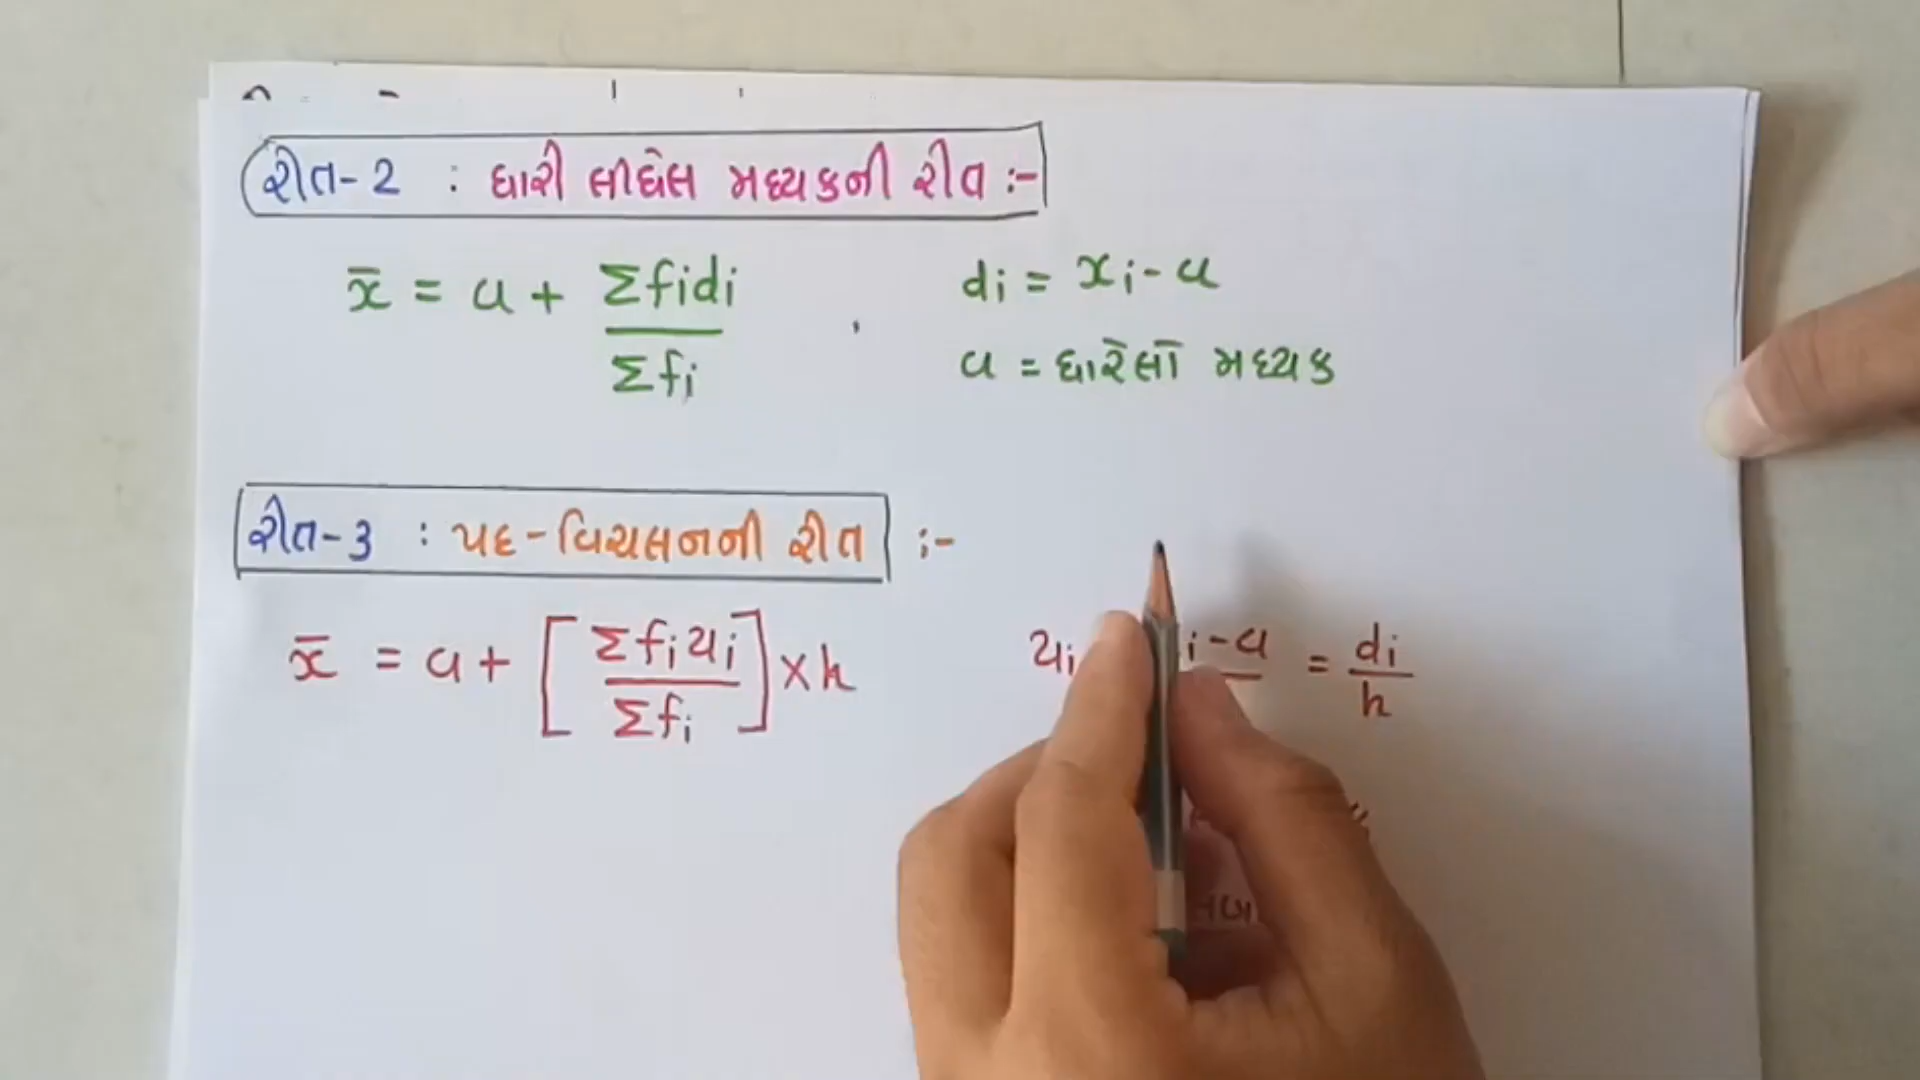 રીત-2 : ધારી લીધેલ મધ્યકની રીત :-
x̄ = a + Σfidi / Σfi
di = xi - a
a = ધારેલો મધ્યક
રીત-3 : પદ-વિચલનની રીત :-
x̄ = a + [Σfiui / Σfi] × h
ui i - a = di / h